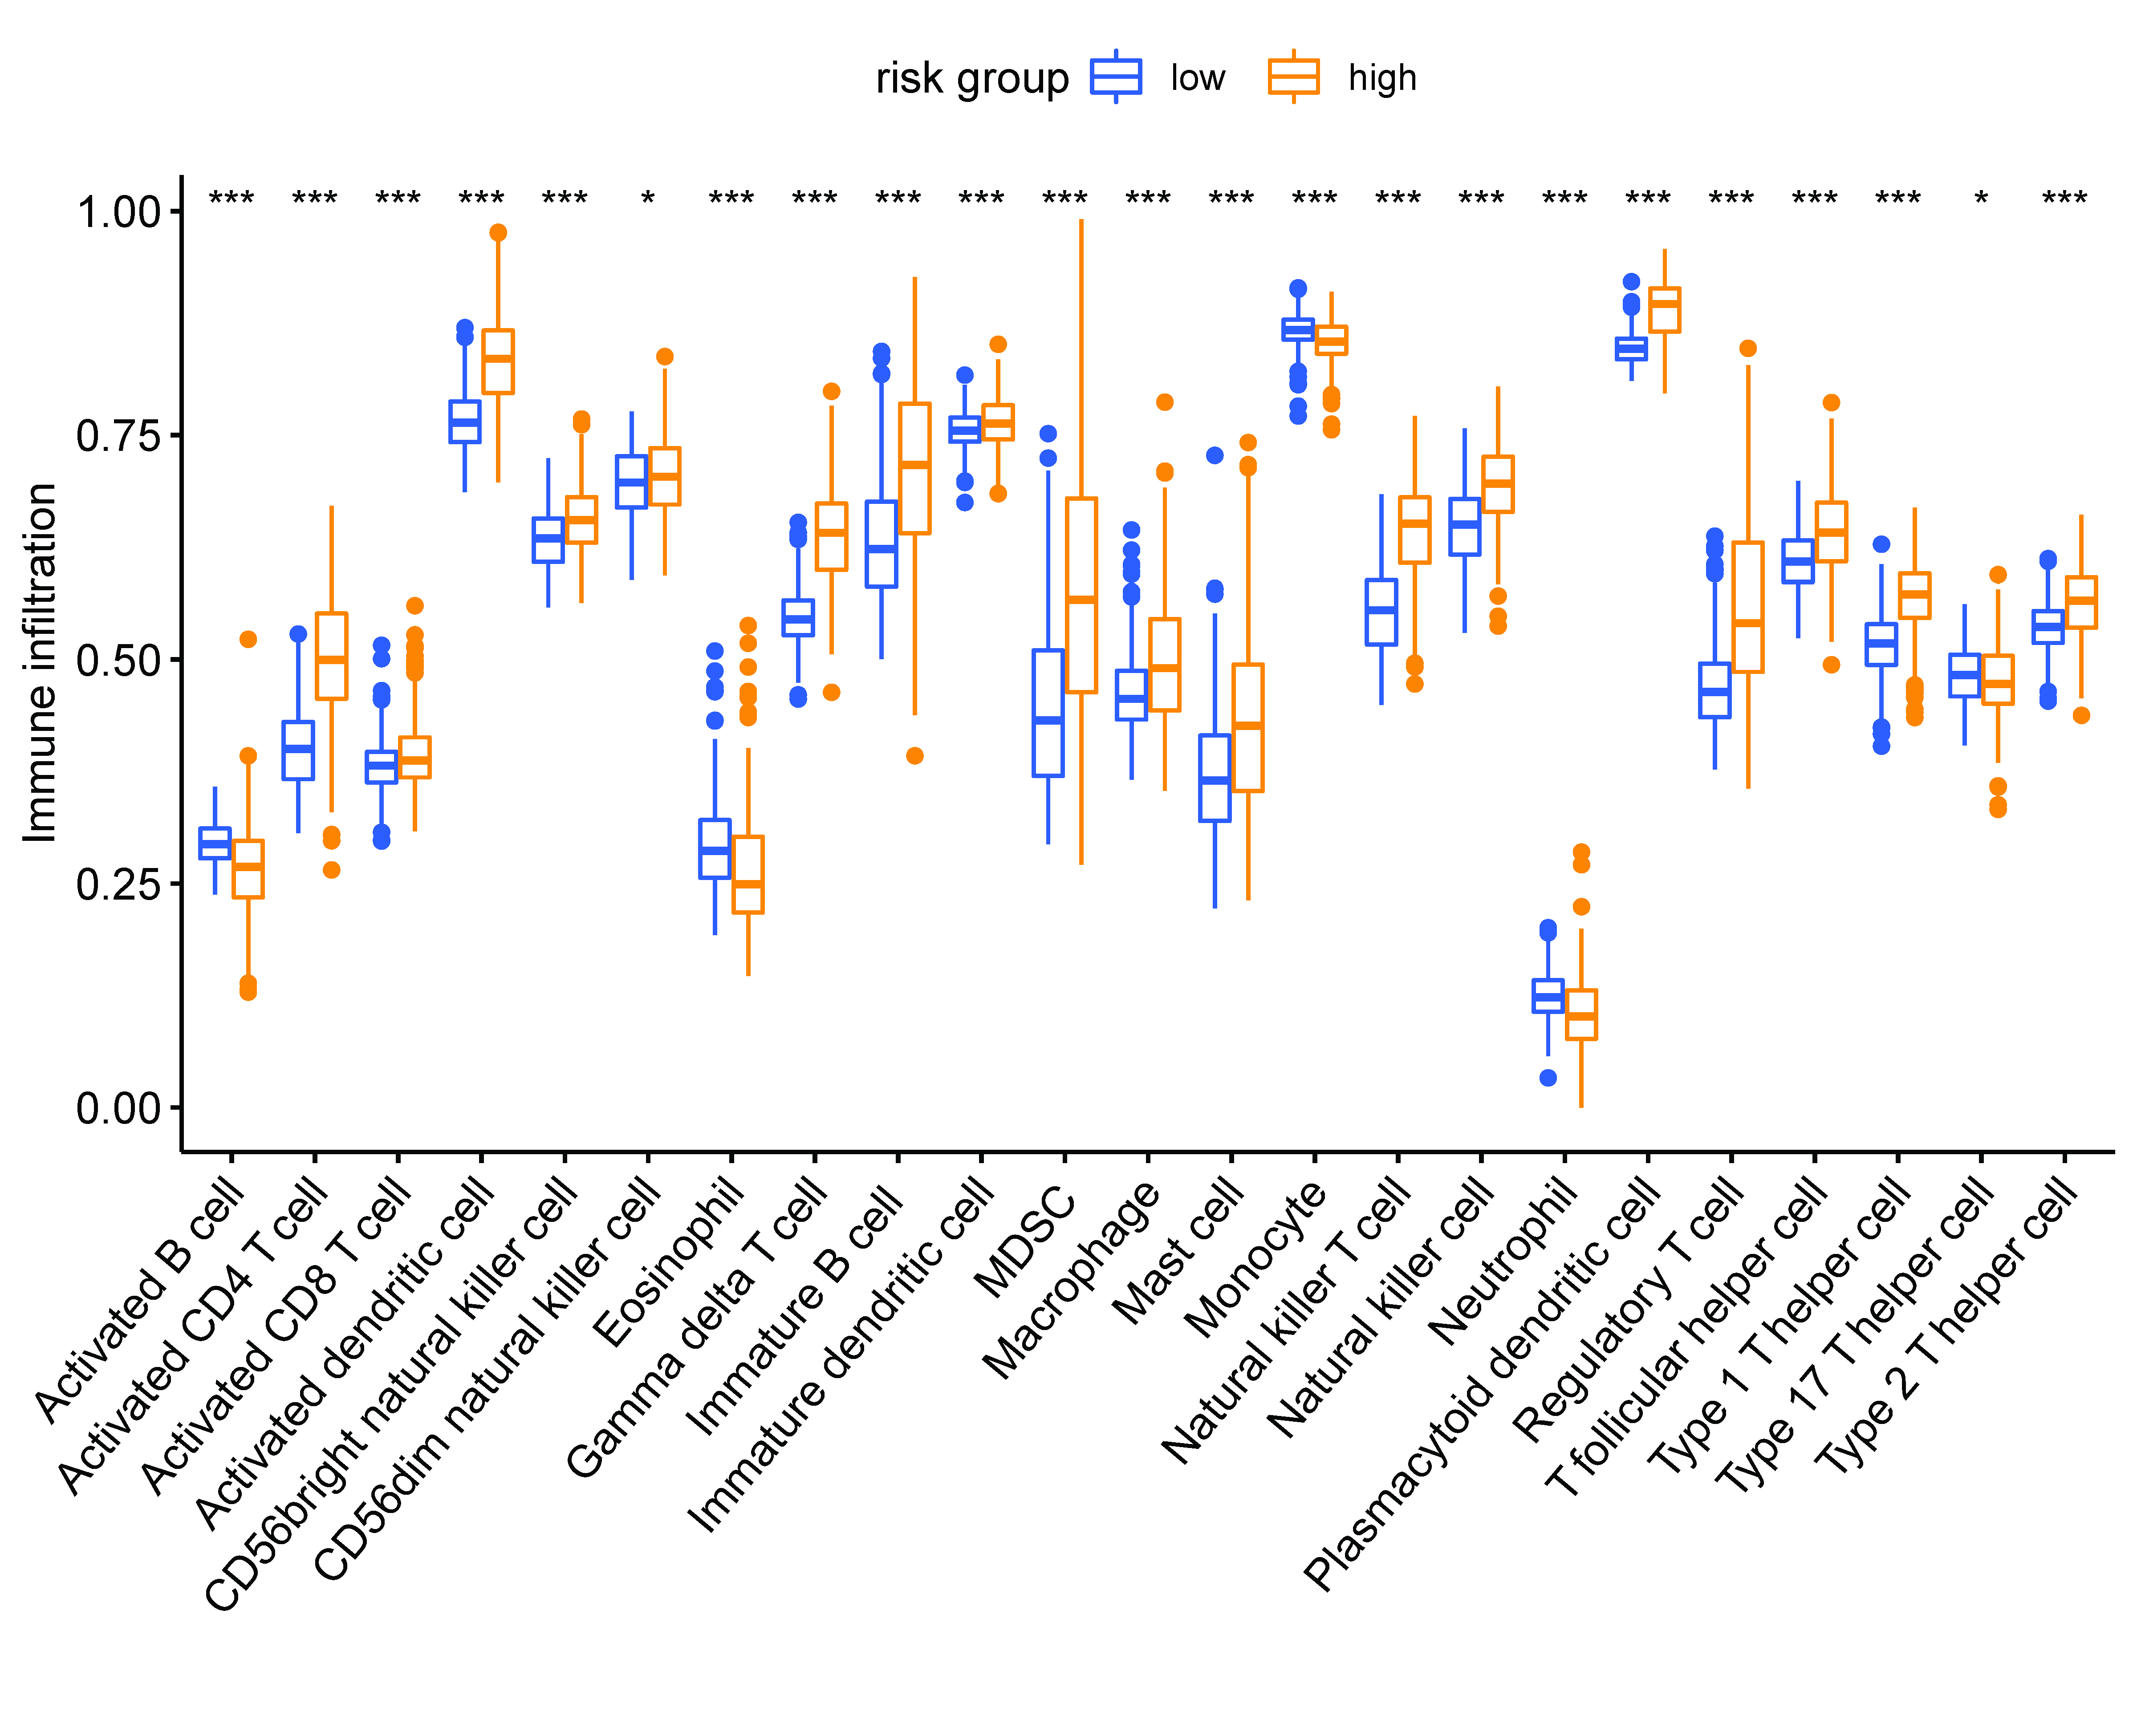 risk group low high
*** *** *** *** *** * *** *** *** *** *** *** *** *** *** *** *** *** *** *** *** * ***
1.00
0.75
0.50
0.25
0.00
Immune infiltration
Activated B cell
Activated CD4 T cell
Activated CD8 T cell
Activated dendritic cell
CD56bright natural killer cell
CD56dim natural killer cell
Eosinophil
Gamma delta T cell
Immature B cell
Immature dendritic cell
MDSC
Macrophage
Mast cell
Monocyte
Natural killer T cell
Natural killer cell
Neutrophil
Plasmacytoid dendritic cell
Regulatory T cell
T follicular helper cell
Type 1 T helper cell
Type 17 T helper cell
Type 2 T helper cell